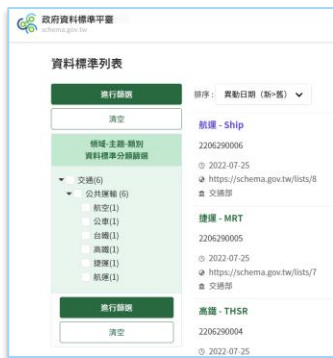 政府資料標準平臺
schema.gov.tw
資料標準列表
進行篩選
清空
領域-主題-類別
資料標準分類篩選
交通(6)
公共運輸 (6)
航空(1)
公車(1)
台鐵(1)
高鐵(1)
捷運(1)
航運(1)
進行篩選
清空
排序： 異動日期（新>舊）
航運 - Ship
2206290006
2022-07-25
https://schema.gov.tw/lists/8
交通部
捷運 - MRT
2206290005
2022-07-25
https://schema.gov.tw/lists/7
交通部
高鐵 - THSR
2206290004
2022-07-25